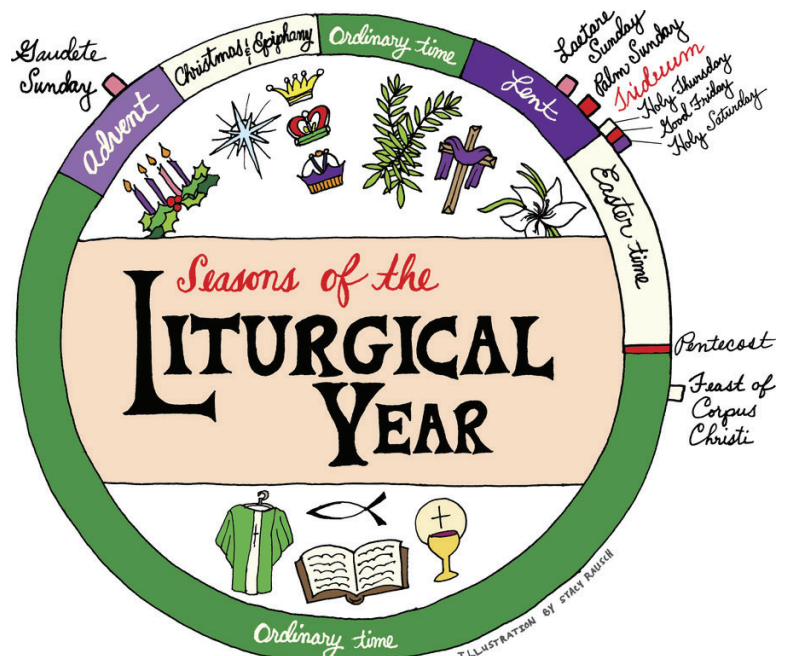 Gaudete
Sunday
Advent
Christmas & Epiphany
Ordinary time
Lent
Laetare
Sunday
Palm Sunday
Triduum
Holy Thursday
Good Friday
Holy Saturday
Easter time
Pentecost
Feast of
Corpus
Christi
Seasons of the
LITURGICAL
YEAR
Ordinary time
ILLUSTRATION BY STACY RAUSCH